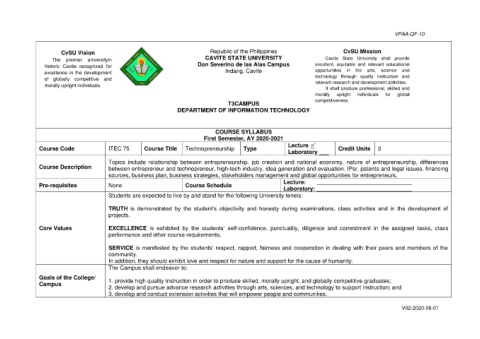 VPAA-QF-10
CvSU Vision
The premier university in
historic Cavite recognized for
excellence in the development
of globally competitive and
morally upright individuals.
Republic of the Philippines
CAVITE STATE UNIVERSITY
Don Severino de las Alas Campus
Indang, Cavite
T3CAMPUS
DEPARTMENT OF INFORMATION TECHNOLOGY
CvSU Mission
Cavite State University shall provide
excellent, equitable and relevant educational
opportunities in the arts, science and
technology through quality instruction and
relevant research and development activities.
It shall produce professional, skilled and
morally upright individuals for global
competitiveness.
COURSE SYLLABUS
First Semester, AY 2020-2021
Course Code ITEC 75 Course Title Technopreneurship Type Lecture ✓ Laboratory ___ Credit Units 3
Course Description
Topics include relationship between entrepreneurship, job creation and national economy, nature of entrepreneurship, differences
between entrepreneur and technopreneur, high-tech industry, idea generation and evaluation, IPsr, patents and legal issues, financing
sources, business plan, business strategies, stakeholders management and global opportunities for entrepreneurs.
Pre-requisites None Course Schedule Lecture: Laboratory:
Core Values
Students are expected to live by and stand for the following University tenets:
TRUTH is demonstrated by the student's objectivity and honesty during examinations, class activities and in the development of
projects.
EXCELLENCE is exhibited by the students' self-confidence, punctuality, diligence and commitment in the assigned tasks, class
performance and other course requirements.
SERVICE is manifested by the students' respect, rapport, fairness and cooperation in dealing with their peers and members of the
community.
In addition, they should exhibit love and respect for nature and support for the cause of humanity.
Goals of the College/
Campus
The Campus shall endeavor to:
1. provide high quality instruction in order to produce skilled, morally upright, and globally competitive graduates;
2. develop and pursue advance research activities through arts, sciences, and technology to support instruction; and
3. develop and conduct extension activities that will empower people and communities.
V02-2020-06-01